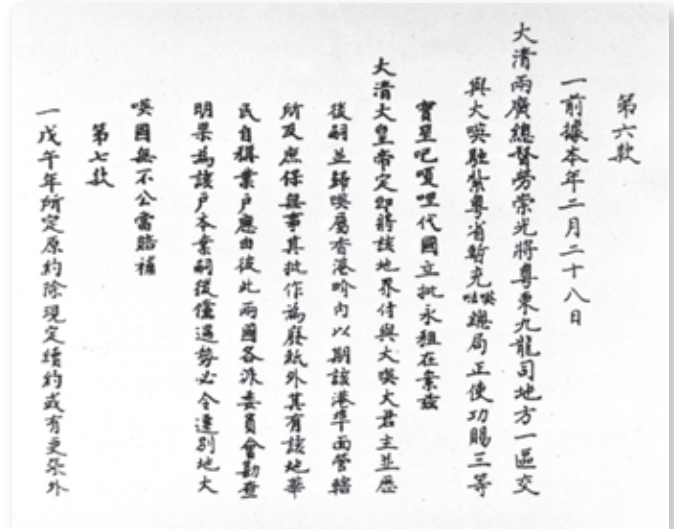 第六款
一前據本年二月二十八日
大清兩廣總督勞崇光將粵東九龍司地方一區交
與大𠸄駐紮粵省暫充𠸄總局正使功賜三等
寶星吧嗄哩代國立批永租在案茲
大清大皇帝定即將該地界付與大𠸄大君主並歷
後嗣並歸𠸄屬香港畍內以期該港埠面管轄
所及庶保無事其批作為廢紙外其有該地華
民自稱業戶應由彼此兩國各派委員會勘查
明果為該戶本業嗣後倘遇勢必令遷別地大
𠸄國無不公當賠補
第七款
一戊午年所定原約除現定續約或有更張外